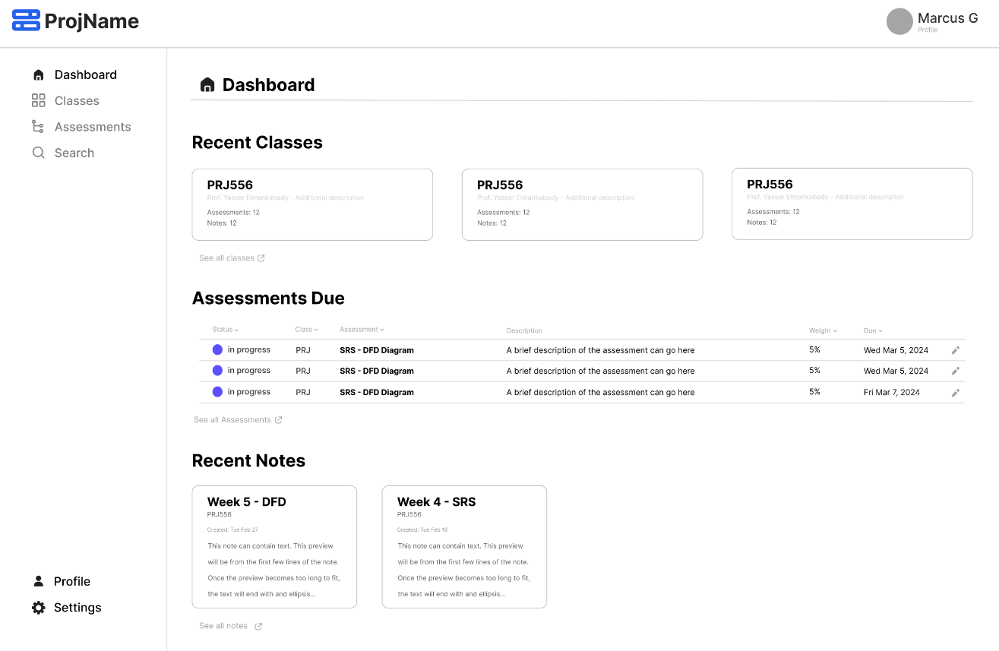 ProjName
Marcus G
Profile
Dashboard
Classes
Assessments
Search
Dashboard
Recent Classes
PRJ556
Prof. Yasser Elmankabady - Additional description
Assessments: 12
Notes: 12
PRJ556
Prof. Yasser Elmankabady - Additional description
Assessments: 12
Notes: 12
PRJ556
Prof. Yasser Elmankabady - Additional description
Assessments: 12
Notes: 12
See all classes
Assessments Due
Status Class Assessment Description Weight Due
in progress PRJ SRS - DFD Diagram A brief description of the assessment can go here 5% Wed Mar 5, 2024
in progress PRJ SRS - DFD Diagram A brief description of the assessment can go here 5% Wed Mar 5, 2024
in progress PRJ SRS - DFD Diagram A brief description of the assessment can go here 5% Fri Mar 7, 2024
See all Assessments
Recent Notes
Week 5 - DFD
PRJ556
Created: Tue Feb 27
This note can contain text. This preview
will be from the first few lines of the note.
Once the preview becomes too long to fit,
the text will end with and ellipsis...
Week 4 - SRS
PRJ556
Created: Tue Feb 16
This note can contain text. This preview
will be from the first few lines of the note.
Once the preview becomes too long to fit,
the text will end with and ellipsis...
See all notes
Profile
Settings